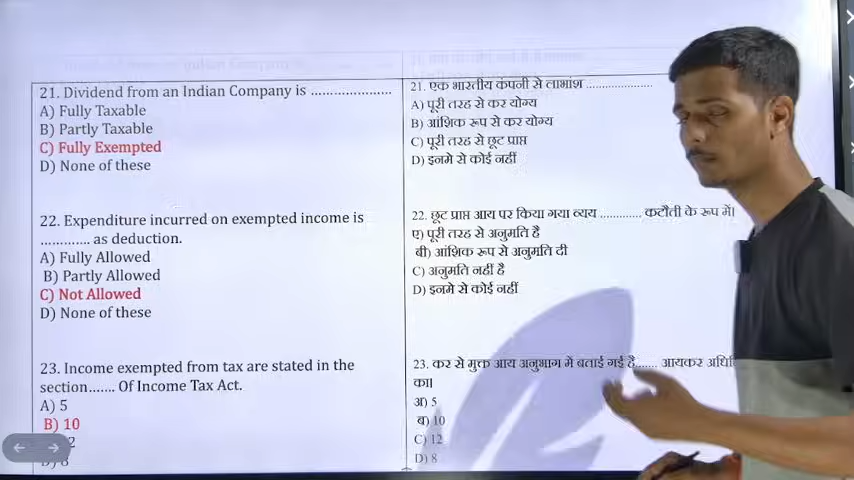 21. Dividend from an Indian Company is .....................
A) Fully Taxable
B) Partly Taxable
C) Fully Exempted
D) None of these
22. Expenditure incurred on exempted income is
............. as deduction.
A) Fully Allowed
B) Partly Allowed
C) Not Allowed
D) None of these
23. Income exempted from tax are stated in the
section....... Of Income Tax Act.
A) 5
B) 10
2
D) 8
21. एक भारतीय कंपनी से लाभांश .....................
A) पूरी तरह से कर योग्य
B) आंशिक रूप से कर योग्य
C) पूरी तरह से छूट प्राप्त
D) इनमे से कोई नहीं
22. छूट प्राप्त आय पर किया गया व्यय ............. कटौती के रूप में।
ए) पूरी तरह से अनुमति है
बी) आंशिक रूप से अनुमति दी
C) अनुमति नहीं है
D) इनमे से कोई नहीं
23. कर से मुक्त आय अनुभाग में बताई गई है....... आयकर
का।
अ) 5
ब) 10
C) 12
D) 8